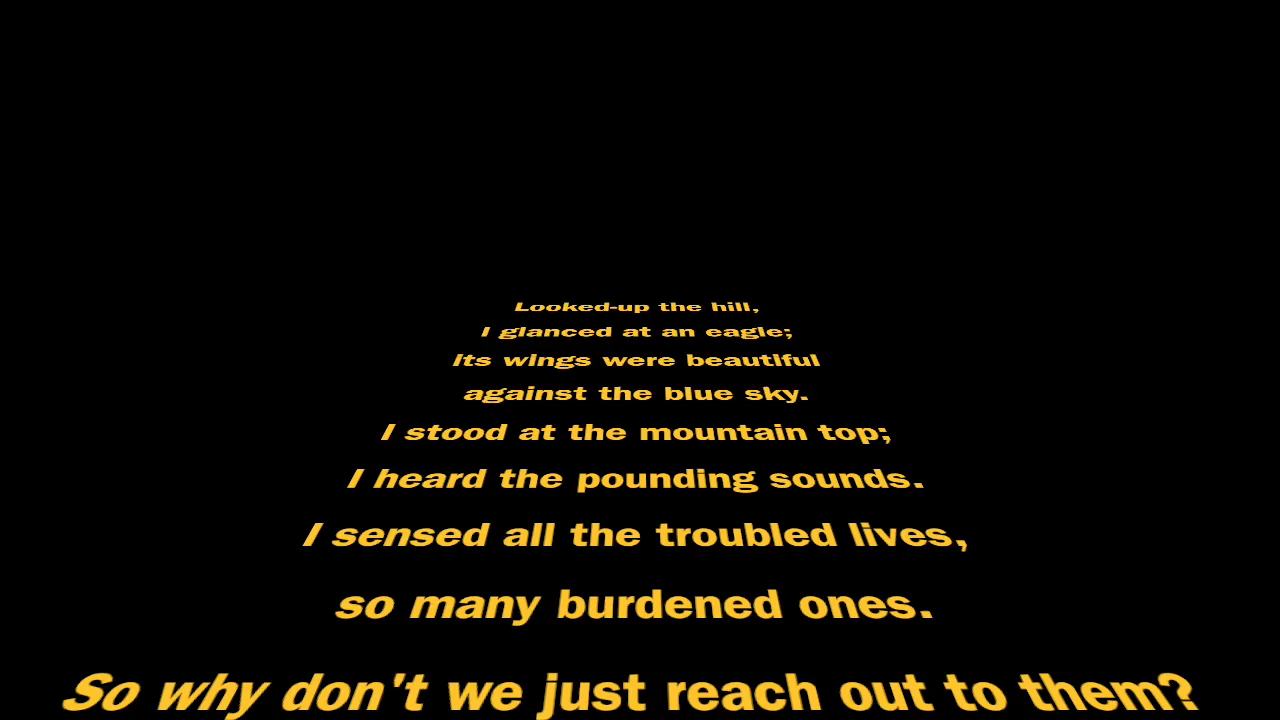 Looked-up the hill,
I glanced at an eagle;
its wings were beautiful
against the blue sky.
I stood at the mountain top;
I heard the pounding sounds.
I sensed all the troubled lives,
so many burdened ones.
So why don't we just reach out to them?